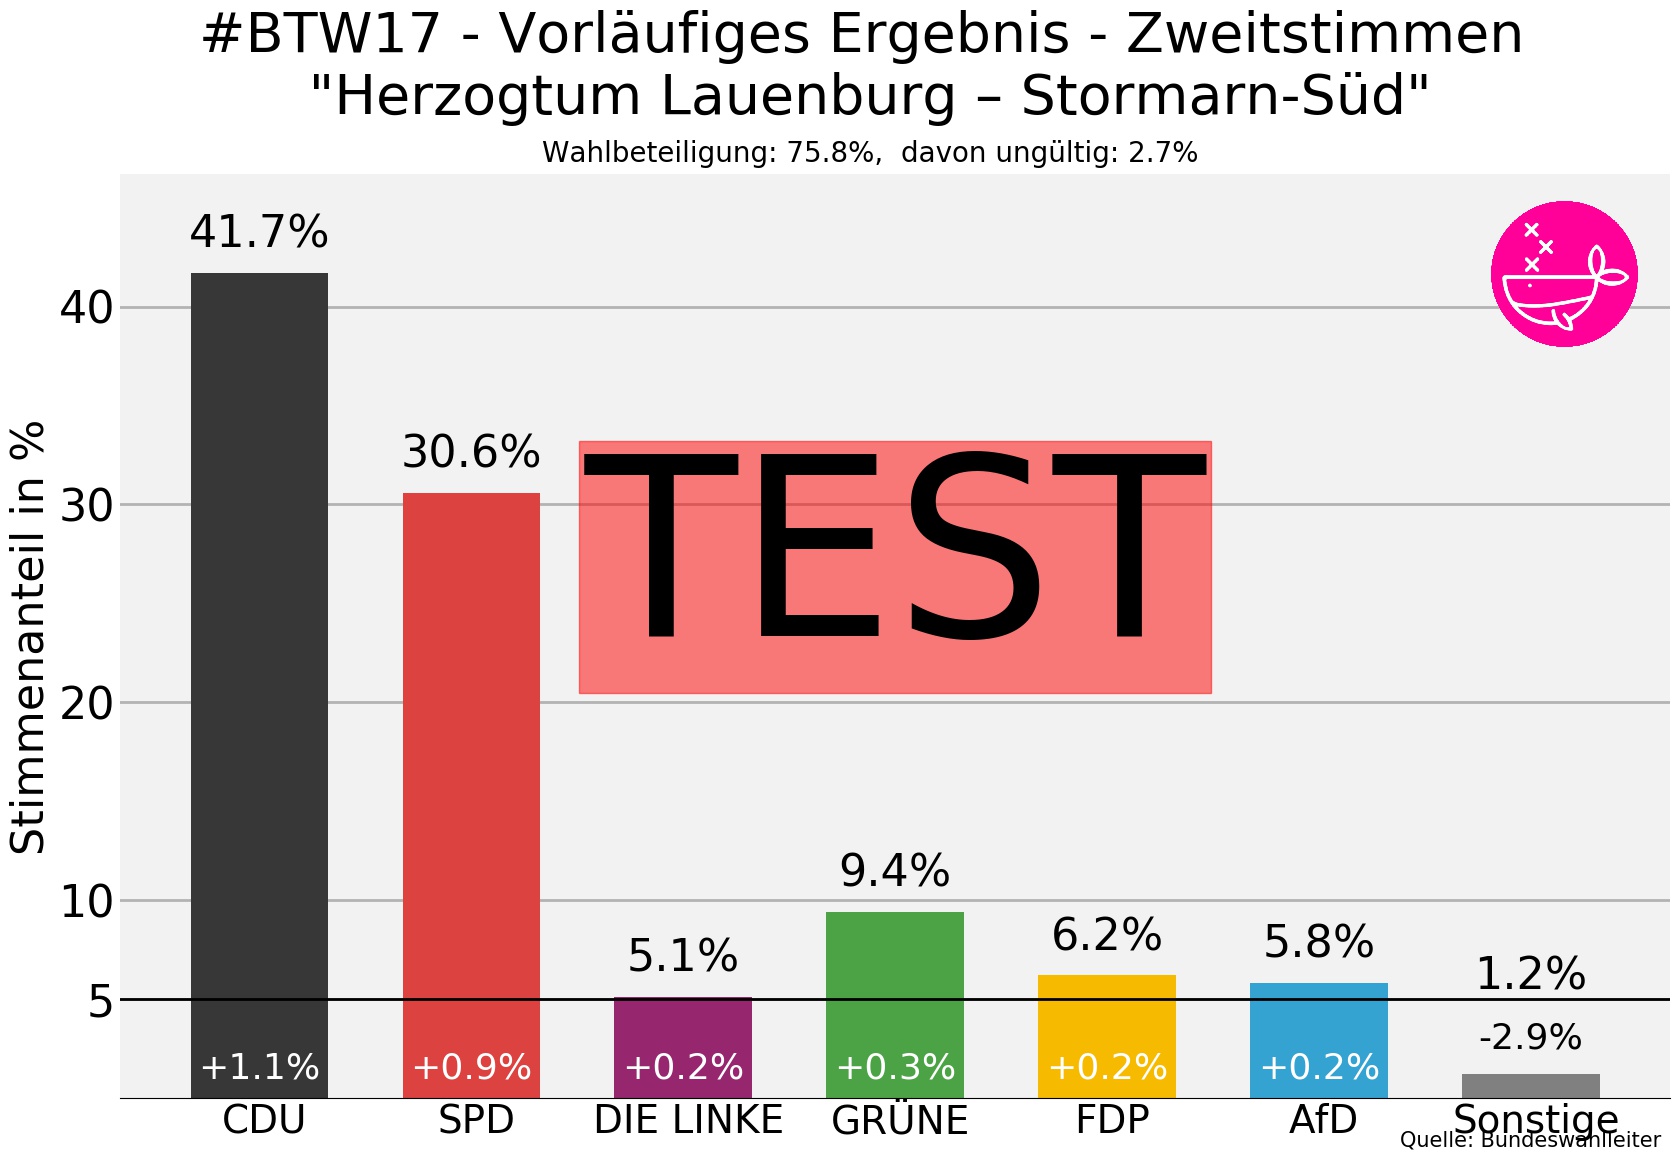 #BTW17 - Vorläufiges Ergebnis - Zweitstimmen
"Herzogtum Lauenburg – Stormarn-Süd"
Wahlbeteiligung: 75.8%,  davon ungültig: 2.7%
Stimmenanteil in %
40
30
20
10
5
41.7%
30.6%
5.1%
9.4%
6.2%
5.8%
1.2%
TEST
+1.1%
+0.9%
+0.2%
+0.3%
+0.2%
+0.2%
-2.9%
CDU
SPD
DIE LINKE
GRÜNE
FDP
AfD
Sonstige
Quelle: Bundeswahlleiter